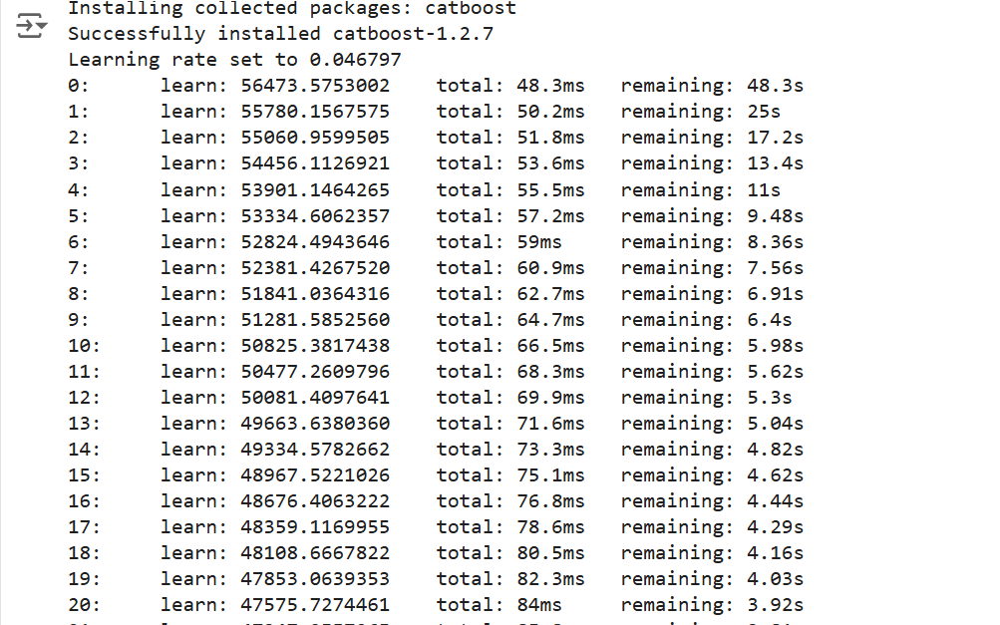 Installing collected packages: catboost
Successfully installed catboost-1.2.7
Learning rate set to 0.046797
0:	learn: 56473.5753002	total: 48.3ms	remaining: 48.3s
1:	learn: 55780.1567575	total: 50.2ms	remaining: 25s
2:	learn: 55060.9599505	total: 51.8ms	remaining: 17.2s
3:	learn: 54456.1126921	total: 53.6ms	remaining: 13.4s
4:	learn: 53901.1464265	total: 55.5ms	remaining: 11s
5:	learn: 53334.6062357	total: 57.2ms	remaining: 9.48s
6:	learn: 52824.4943646	total: 59ms	remaining: 8.36s
7:	learn: 52381.4267520	total: 60.9ms	remaining: 7.56s
8:	learn: 51841.0364316	total: 62.7ms	remaining: 6.91s
9:	learn: 51281.5852560	total: 64.7ms	remaining: 6.4s
10:	learn: 50825.3817438	total: 66.5ms	remaining: 5.98s
11:	learn: 50477.2609796	total: 68.3ms	remaining: 5.62s
12:	learn: 50081.4097641	total: 69.9ms	remaining: 5.3s
13:	learn: 49663.6380360	total: 71.6ms	remaining: 5.04s
14:	learn: 49334.5782662	total: 73.3ms	remaining: 4.82s
15:	learn: 48967.5221026	total: 75.1ms	remaining: 4.62s
16:	learn: 48676.4063222	total: 76.8ms	remaining: 4.44s
17:	learn: 48359.1169955	total: 78.6ms	remaining: 4.29s
18:	learn: 48108.6667822	total: 80.5ms	remaining: 4.16s
19:	learn: 47853.0639353	total: 82.3ms	remaining: 4.03s
20:	learn: 47575.7274461	total: 84ms	remaining: 3.92s